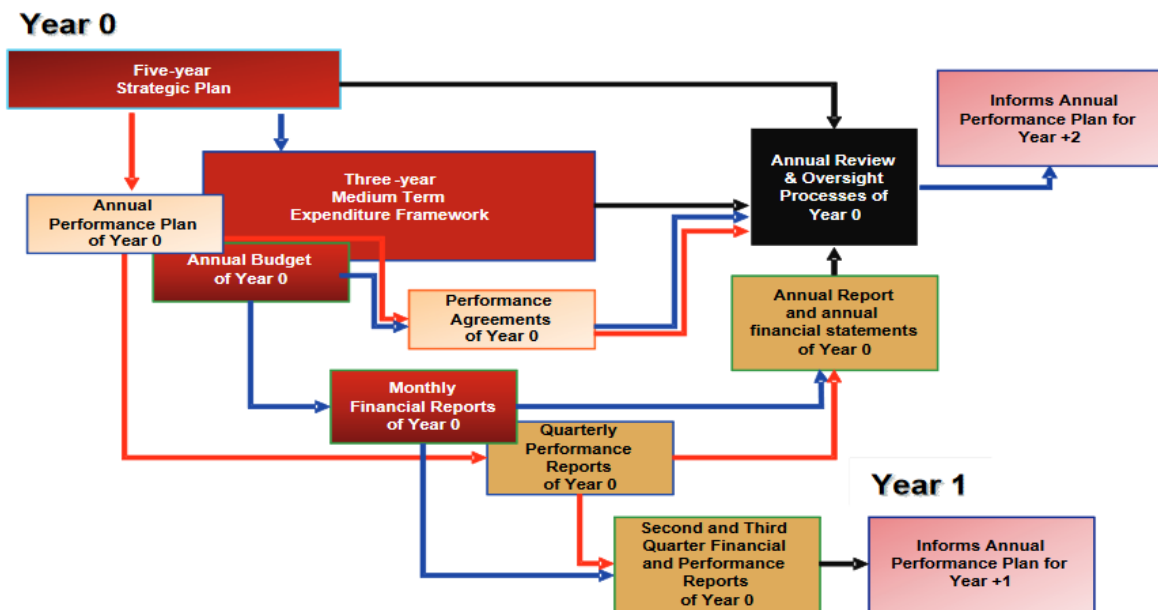 Year 0
Five-year
Strategic Plan
Informs Annual
Performance Plan for
Year +2
Three -year
Medium Term
Expenditure Framework
Annual Review
& Oversight
Processes of
Year 0
Annual
Performance Plan
of Year 0
Annual Budget
of Year 0
Performance
Agreements
of Year 0
Annual Report
and annual
financial statements
of Year 0
Monthly
Financial Reports
of Year 0
Quarterly
Performance
Reports
of Year 0
Year 1
Second and Third
Quarter Financial
and Performance
Reports
of Year 0
Informs Annual
Performance Plan for
Year +1